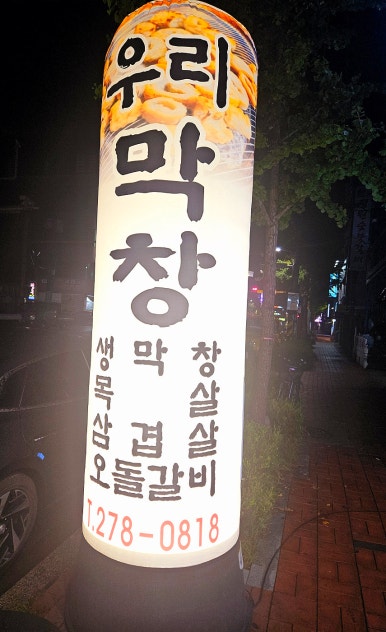 우리
막
창
생 막 창
목 살
삼 겹 살
오돌갈비
T.278-0818